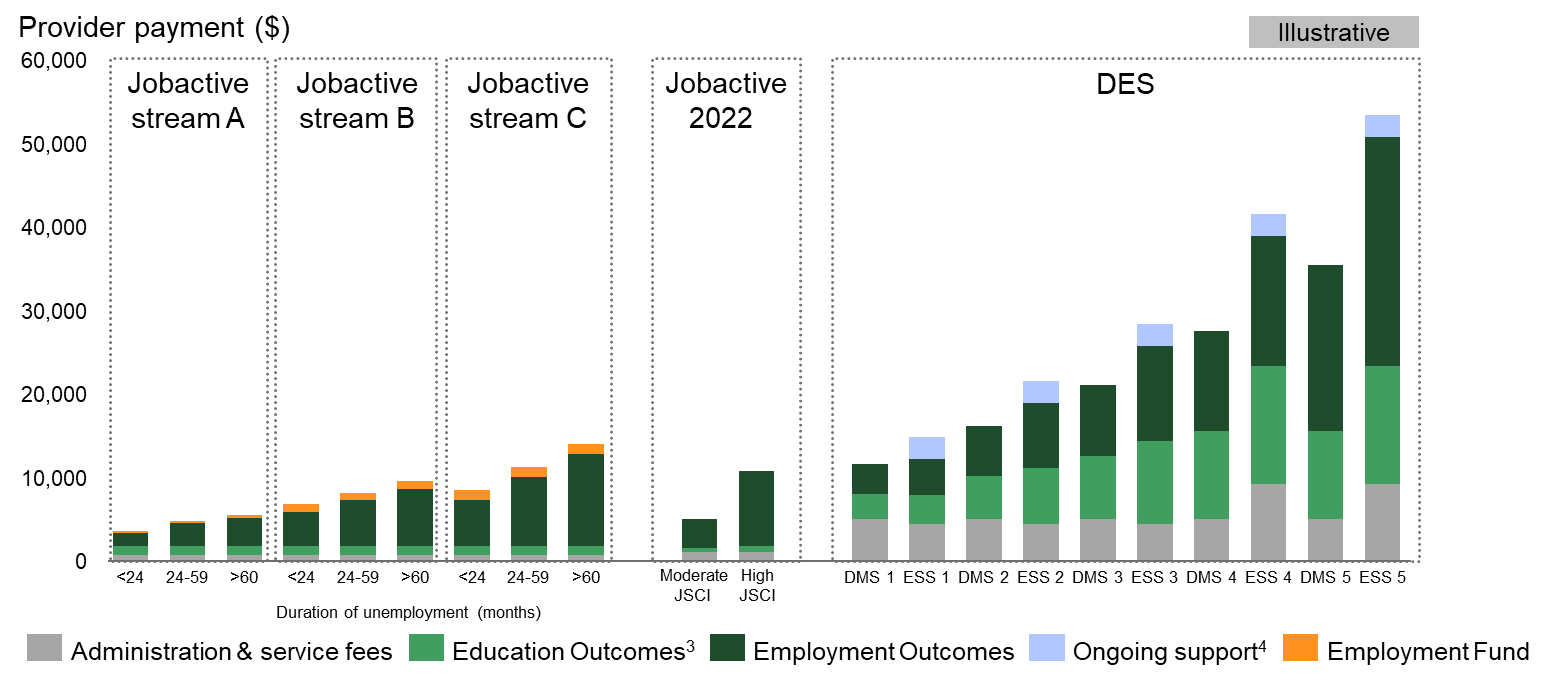 Provider payment ($)
Illustrative
60,000
50,000
40,000
30,000
20,000
10,000
0
Jobactive
stream A
Jobactive
stream B
Jobactive
stream C
Jobactive
2022
DES
<24 24-59 >60 <24 24-59 >60 <24 24-59 >60
Moderate
JSCI
High
JSCI
DMS 1 ESS 1 DMS 2 ESS 2 DMS 3 ESS 3 DMS 4 ESS 4 DMS 5 ESS 5
Duration of unemployment (months)
Administration & service fees Education Outcomes³ Employment Outcomes Ongoing support⁴ Employment Fund